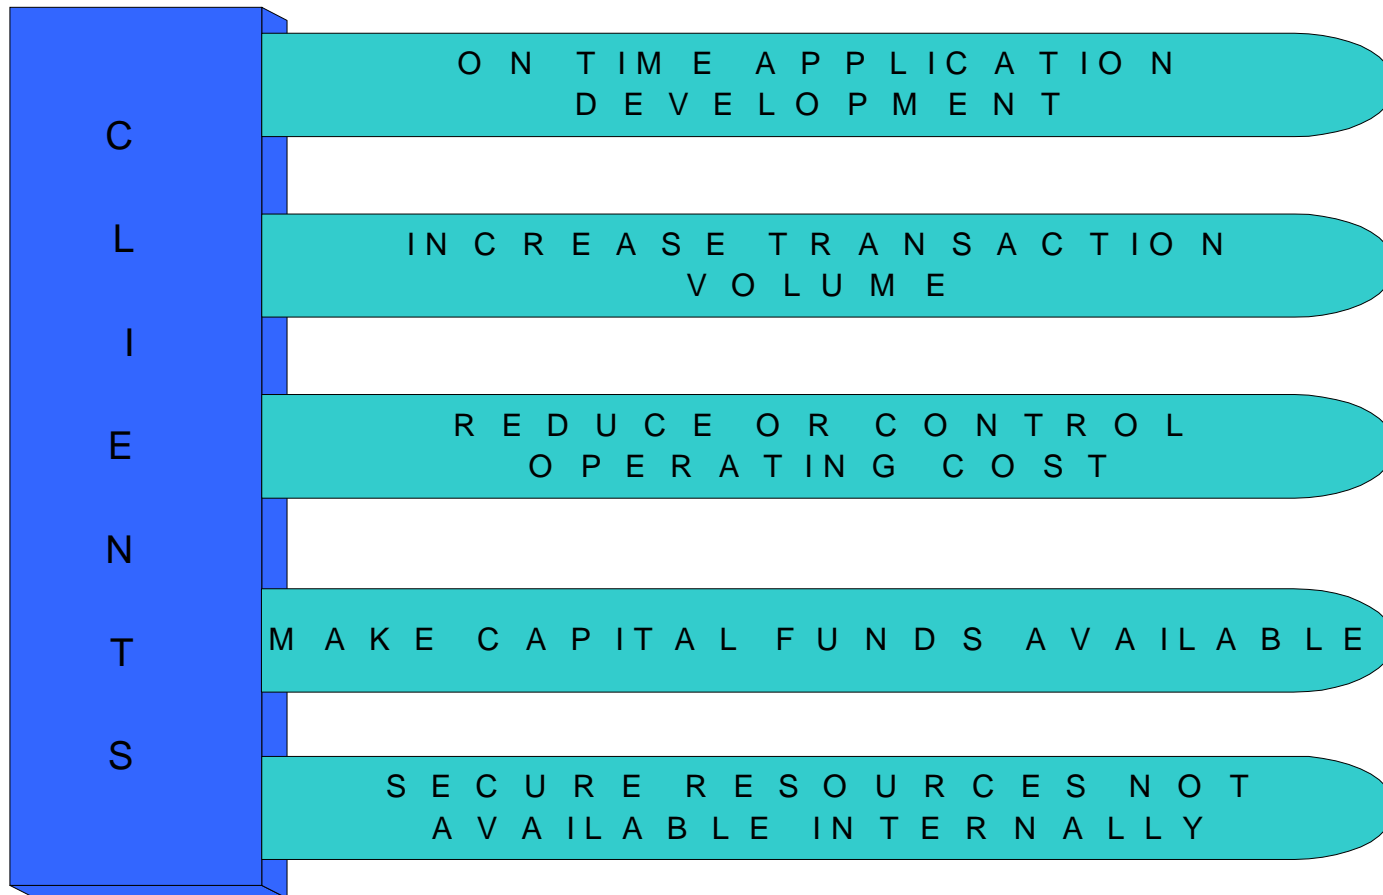 CLIENTS
ON TIME APPLICATION
DEVELOPMENT
INCREASE TRANSACTION
VOLUME
REDUCE OR CONTROL
OPERATING COST
MAKE CAPITAL FUNDS AVAILABLE
SECURE RESOURCES NOT
AVAILABLE INTERNALLY